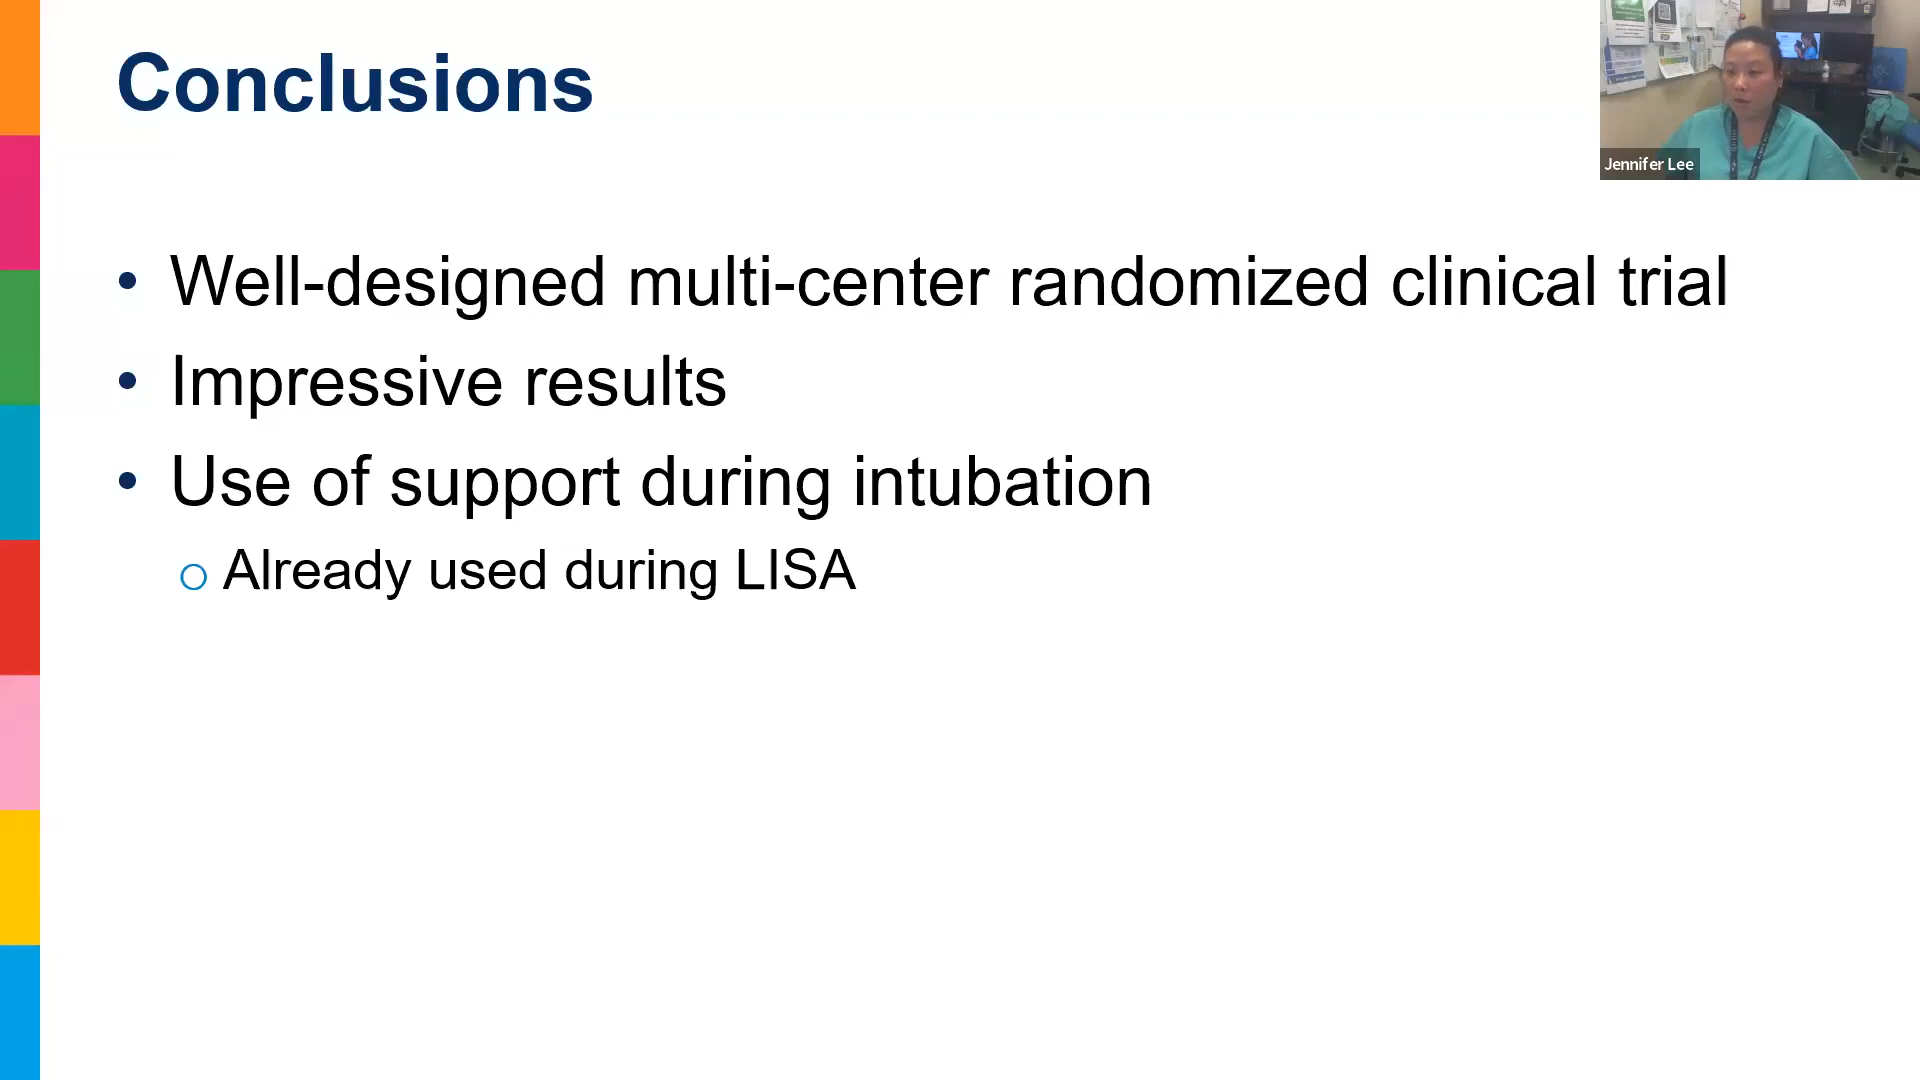 Conclusions
Jennifer Lee
• Well-designed multi-center randomized clinical trial
• Impressive results
• Use of support during intubation
○ Already used during LISA